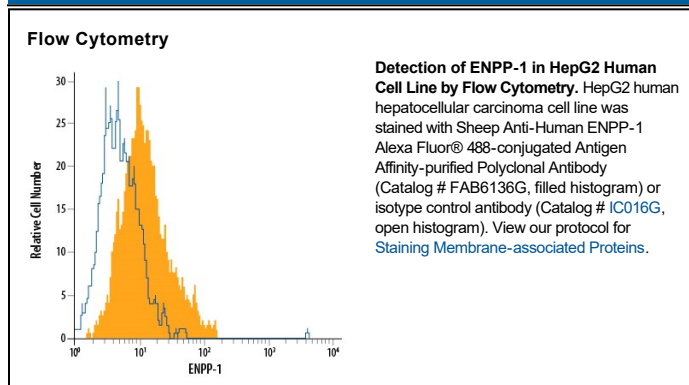 Flow Cytometry
30
25
20
15
10
5
0
Relative Cell Number
10⁰ 10¹ 10² 10³ 10⁴
ENPP-1
Detection of ENPP-1 in HepG2 Human
Cell Line by Flow Cytometry. HepG2 human
hepatocellular carcinoma cell line was
stained with Sheep Anti-Human ENPP-1
Alexa Fluor® 488-conjugated Antigen
Affinity-purified Polyclonal Antibody
(Catalog # FAB6136G, filled histogram) or
isotype control antibody (Catalog # IC016G,
open histogram). View our protocol for
Staining Membrane-associated Proteins.